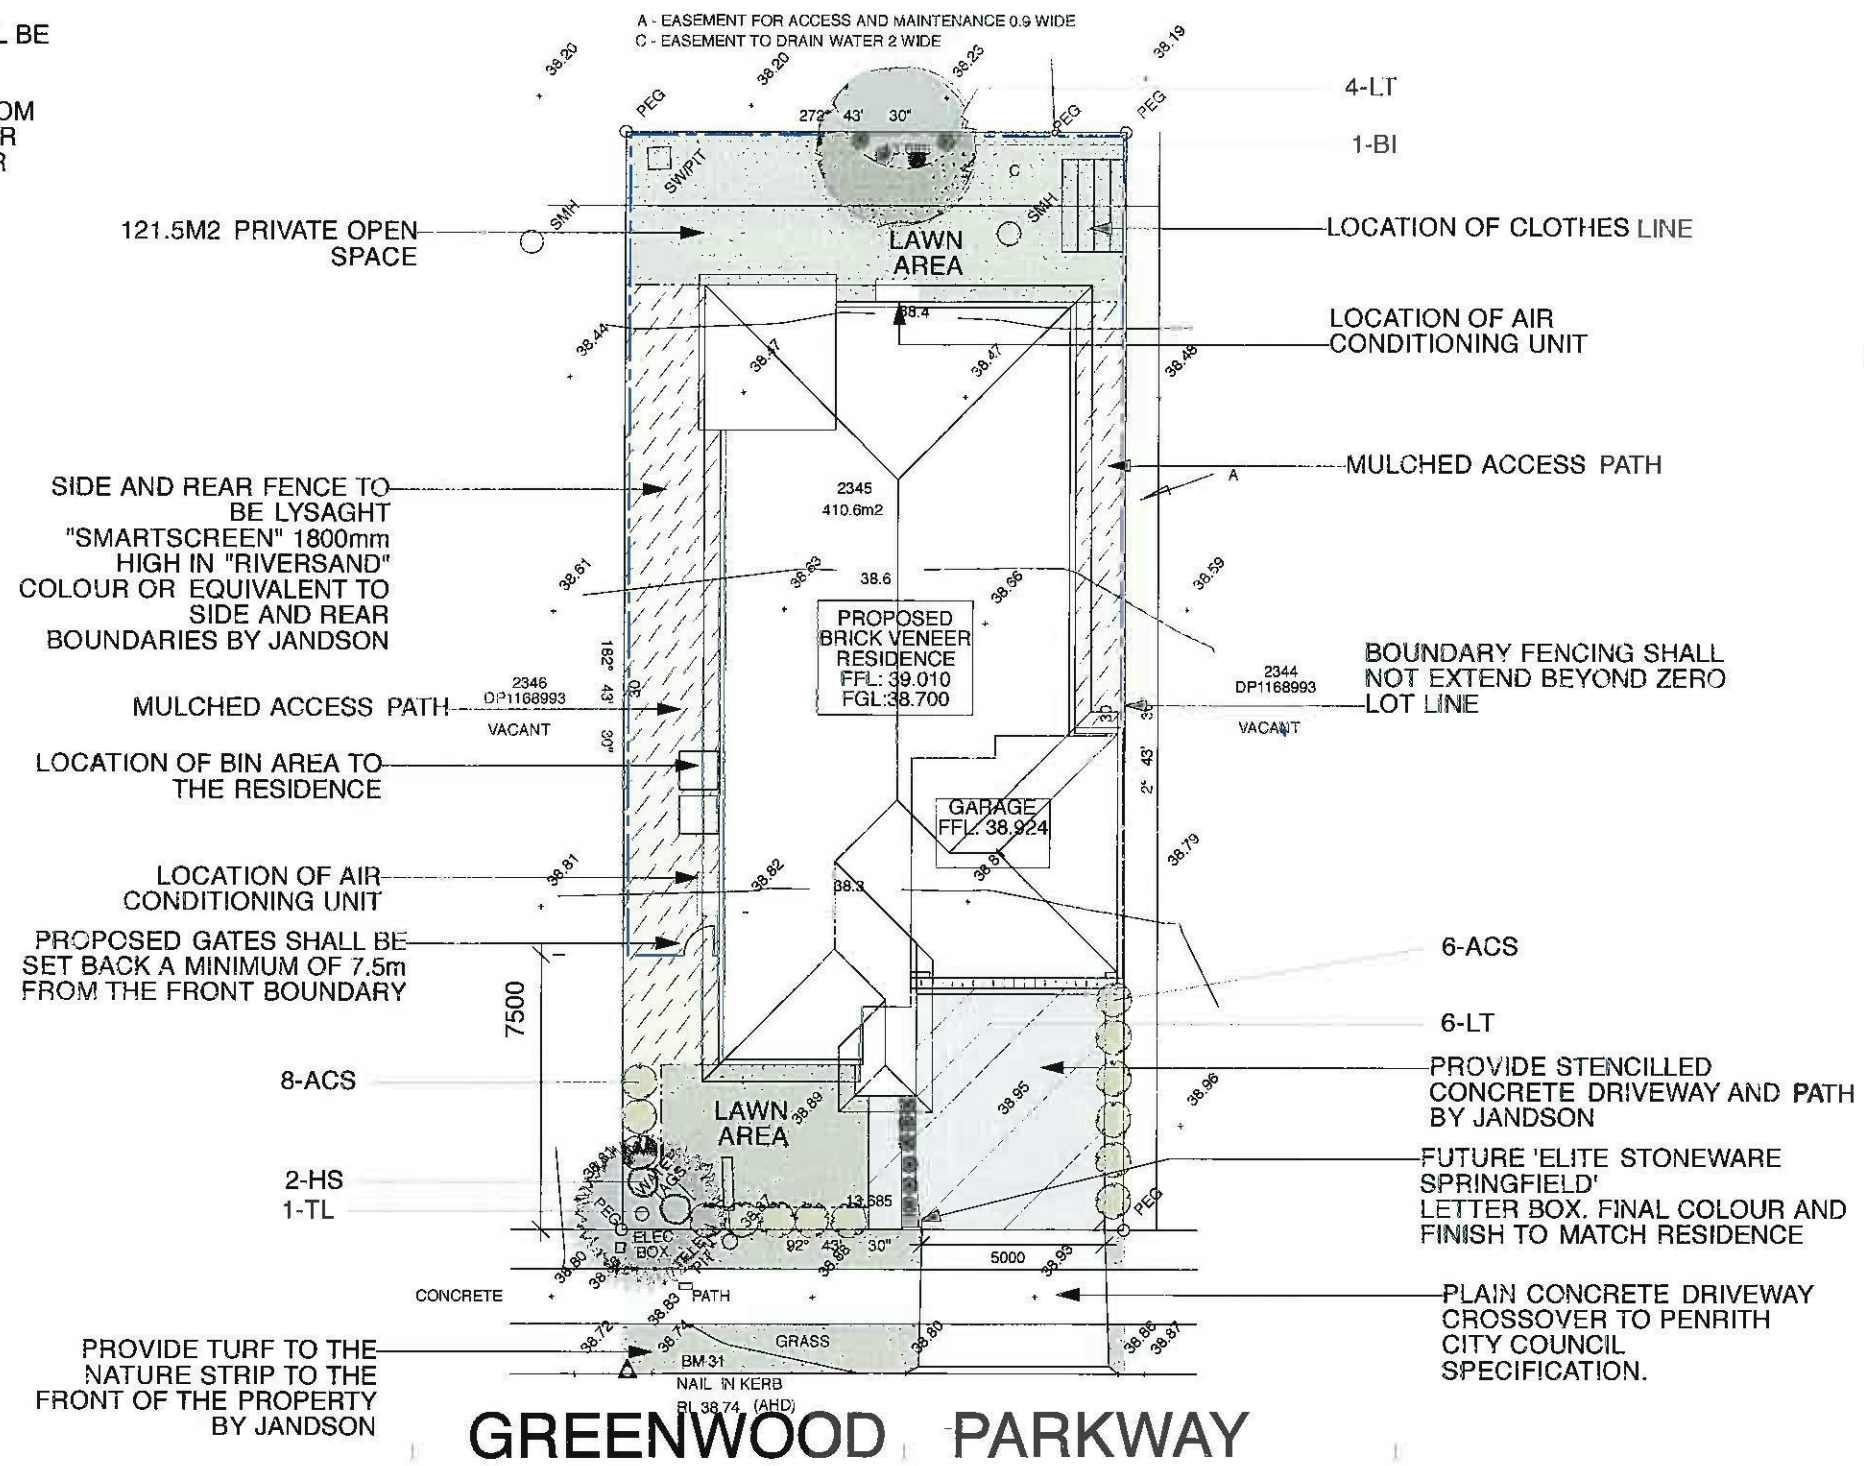 L BE
OM
R
R
A - EASEMENT FOR ACCESS AND MAINTENANCE 0.9 WIDE
C - EASEMENT TO DRAIN WATER 2 WIDE
38.20
38.20
38.23
38.19
PEG
PEG
PEG
272° 43' 30"
4-LT
1-BI
SW/PIT
C
SMH
SMH
121.5M2 PRIVATE OPEN
SPACE
LAWN
AREA
LOCATION OF CLOTHES LINE
38.44
38.47
38.4
38.47
38.48
LOCATION OF AIR
CONDITIONING UNIT
MULCHED ACCESS PATH
A
SIDE AND REAR FENCE TO
BE LYSAGHT
"SMARTSCREEN" 1800mm
HIGH IN "RIVERSAND"
COLOUR OR EQUIVALENT TO
SIDE AND REAR
BOUNDARIES BY JANDSON
2345
410.6m2
38.61
38.63
38.6
38.66
38.59
PROPOSED
BRICK VENEER
RESIDENCE
FFL: 39.010
FGL:38.700
182° 43' 30"
30
2346
DP1168993
VACANT
MULCHED ACCESS PATH
2344
DP1168993
VACANT
BOUNDARY FENCING SHALL
NOT EXTEND BEYOND ZERO
LOT LINE
30
2° 43' 30"
LOCATION OF BIN AREA TO
THE RESIDENCE
GARAGE
FFL: 38.924
LOCATION OF AIR
CONDITIONING UNIT
38.81
38.82
38.8
38.79
PROPOSED GATES SHALL BE
SET BACK A MINIMUM OF 7.5m
FROM THE FRONT BOUNDARY
7500
6-ACS
6-LT
8-ACS
LAWN
AREA
38.89
38.95
38.96
PROVIDE STENCILLED
CONCRETE DRIVEWAY AND PATH
BY JANDSON
2-HS
1-TL
38.81
PEG
ELEC
BOX
38.87
13.685
92° 43' 30"
PEG
FUTURE 'ELITE STONEWARE
SPRINGFIELD'
LETTER BOX. FINAL COLOUR AND
FINISH TO MATCH RESIDENCE
38.80
38.88
5000
38.93
CONCRETE PATH
38.83
PLAIN CONCRETE DRIVEWAY
CROSSOVER TO PENRITH
CITY COUNCIL
SPECIFICATION.
38.72
38.74
GRASS
38.80
38.86
38.87
PROVIDE TURF TO THE
NATURE STRIP TO THE
FRONT OF THE PROPERTY
BY JANDSON
BM 31
NAIL IN KERB
RL 38.74 (AHD)
GREENWOOD PARKWAY